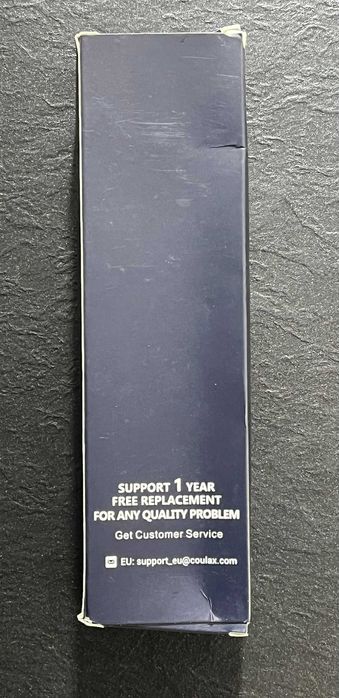 SUPPORT 1 YEAR
FREE REPLACEMENT
FOR ANY QUALITY PROBLEM
Get Customer Service
EU: support_eu@coulax.com